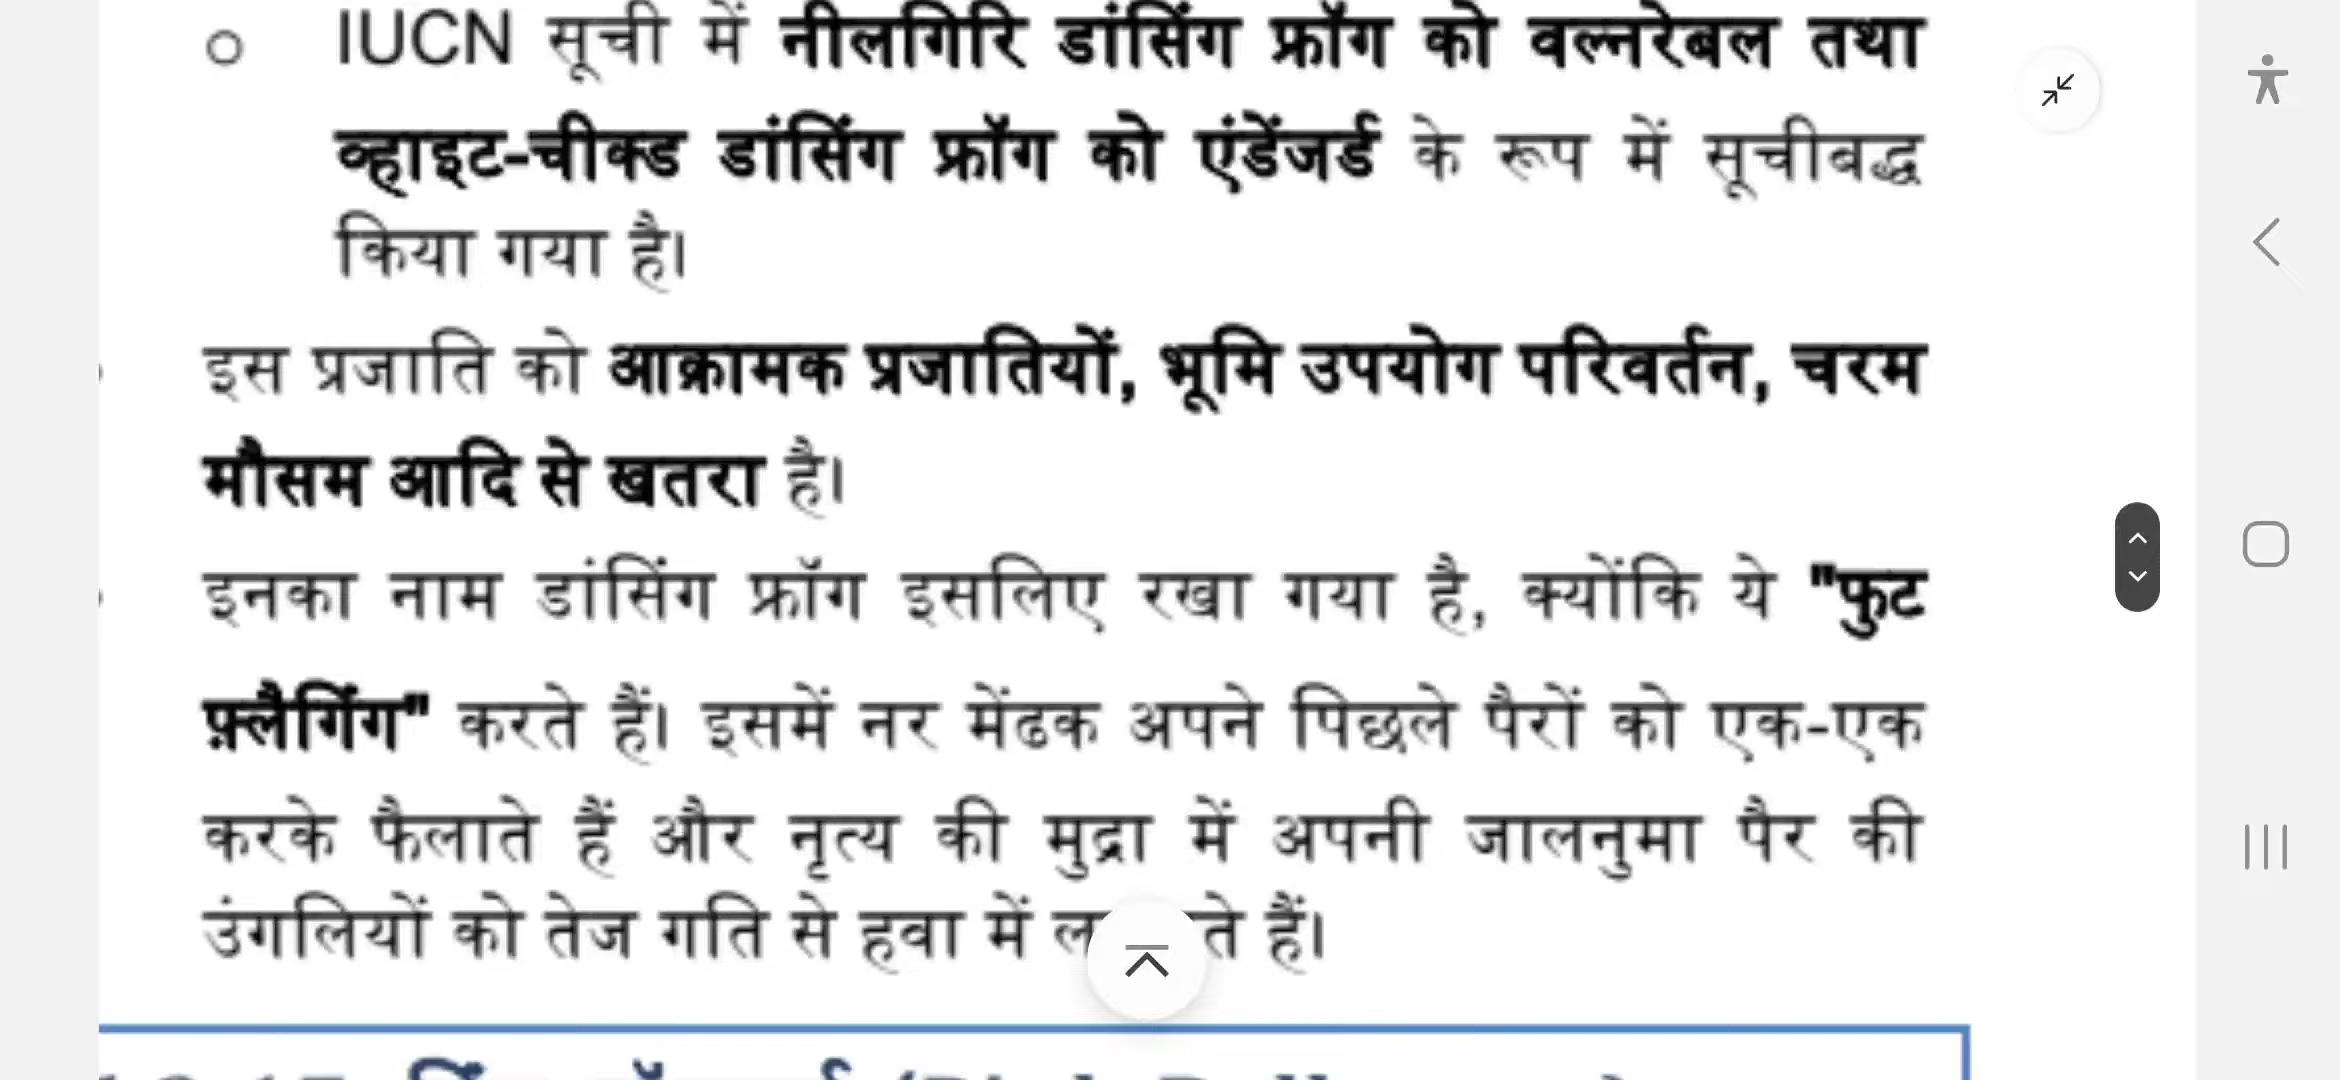 ○ IUCN सूची में नीलगिरि डांसिंग फ्रॉग को वल्नरेबल तथा
व्हाइट-चीक्ड डांसिंग फ्रॉग को एंडेंजर्ड के रूप में सूचीबद्ध
किया गया है।
इस प्रजाति को आक्रामक प्रजातियों, भूमि उपयोग परिवर्तन, चरम
मौसम आदि से खतरा है।
इनका नाम डांसिंग फ्रॉग इसलिए रखा गया है, क्योंकि ये "फुट
फ़्लैगिंग" करते हैं। इसमें नर मेंढक अपने पिछले पैरों को एक-एक
करके फैलाते हैं और नृत्य की मुद्रा में अपनी जालनुमा पैर की
उंगलियों को तेज गति से हवा में हैं।